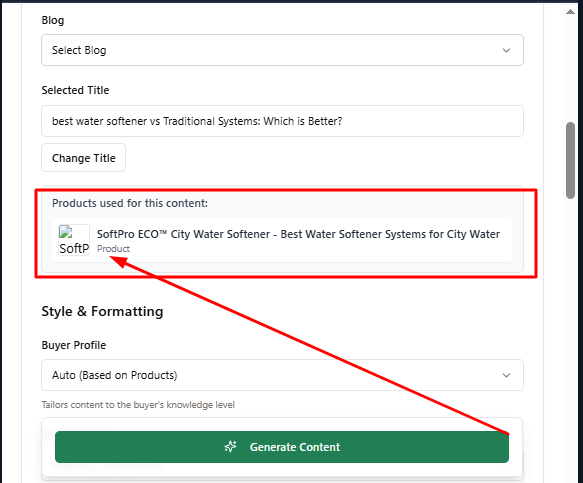 Blog
Select Blog
Selected Title
best water softener vs Traditional Systems: Which is Better?
Change Title
Products used for this content:
SoftP
SoftPro ECO™ City Water Softener - Best Water Softener Systems for City Water
Product
Style & Formatting
Buyer Profile
Auto (Based on Products)
Tailors content to the buyer's knowledge level
Generate Content